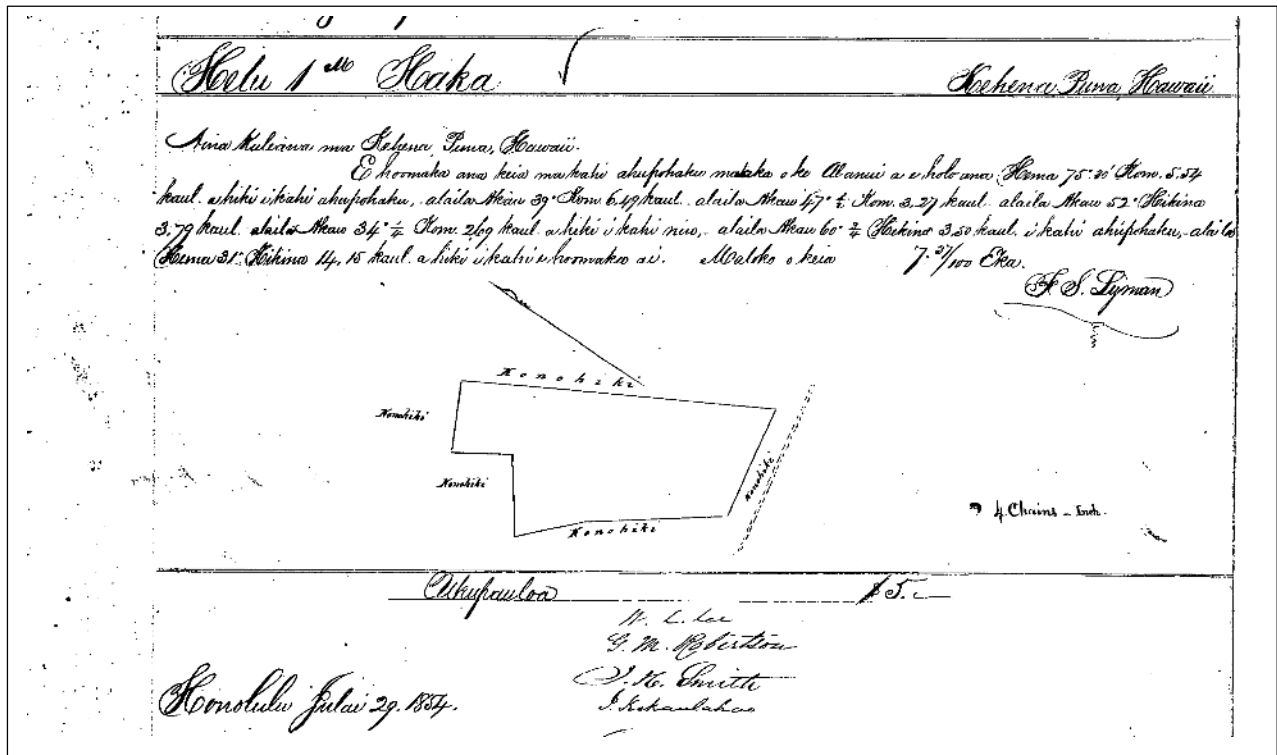 Helu 1 M Haka Kehena Puna, Hawaii
Aina Kuleana ma Kehena, Puna, Hawaii.
E hoomaka ana keia ma kahi ahupohaku makaka o ke Alanui a e holo ana Hema 75° 30' Kom. 5.54
kaul. a hiki i kahi ahupohaku, alaila Akau 39° Kom 6,49 kaul. alaila Akau 47° ½ Kom. 3,27 kaul. alaila Akau 52° Hikina
3,79 kaul. alaila Akau 34° ¼ Kom. 2,09 kaul. a hiki i kahi niu, alaila Akau 60° ¾ Hikina 3,50 kaul. i kahi ahupohaku, alaila
Hema 31° Hikina 14,15 kaul. a hiki i kahi i hoomaka ai. Maloko o keia 7. 37/100 Eka.
F. S. Lyman
Konohiki
Konohiki
Konohiki
Konohiki
Konohiki
4 Chains - Inch.
Ukupauloa $5.
W. L. Lee
G. M. Robertson
J. H. Smith
J. Kekaulahao
Honolulu Julai 29. 1854.